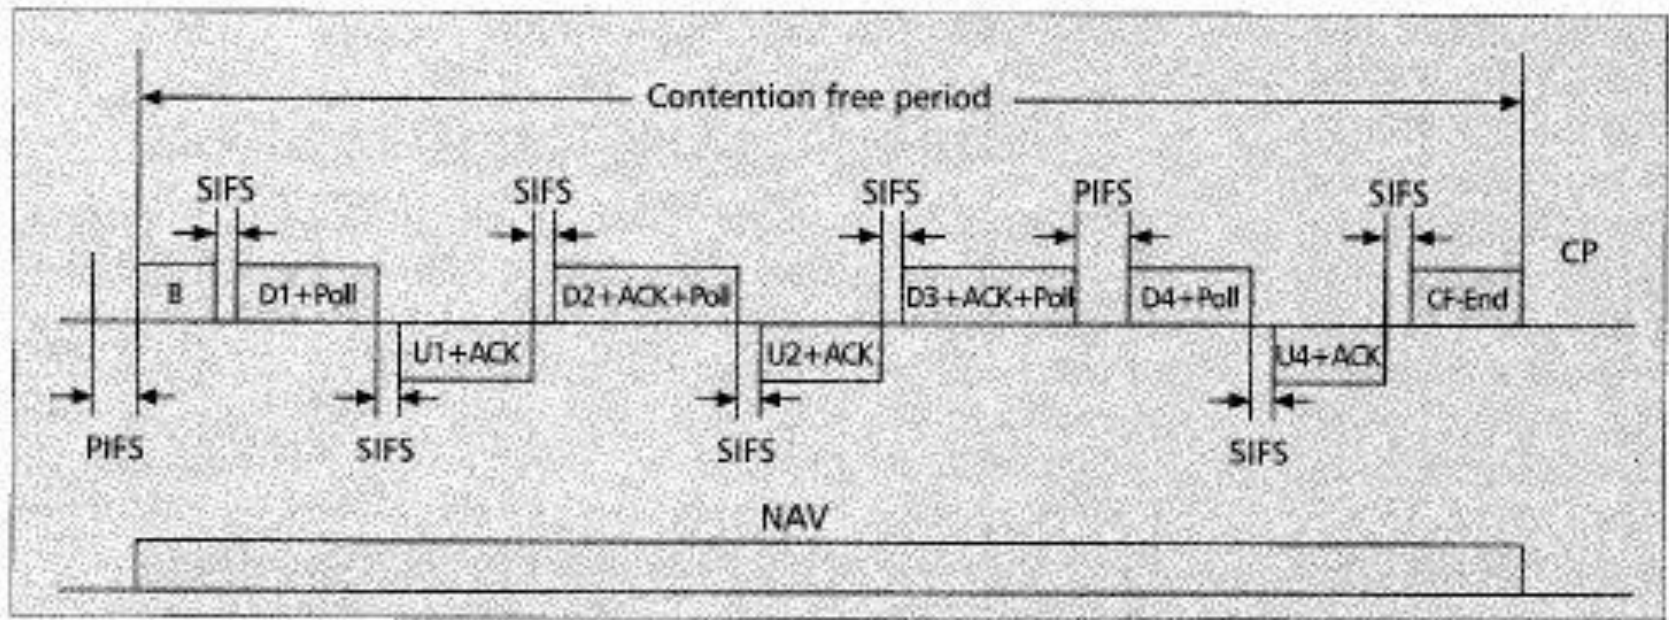 Contention free period
SIFS SIFS SIFS PIFS SIFS
CP
B D1+Poll D2+ACK+Poll D3+ACK+Poll D4+Poll CF-End
U1+ACK U2+ACK U4+ACK
PIFS SIFS SIFS SIFS
NAV